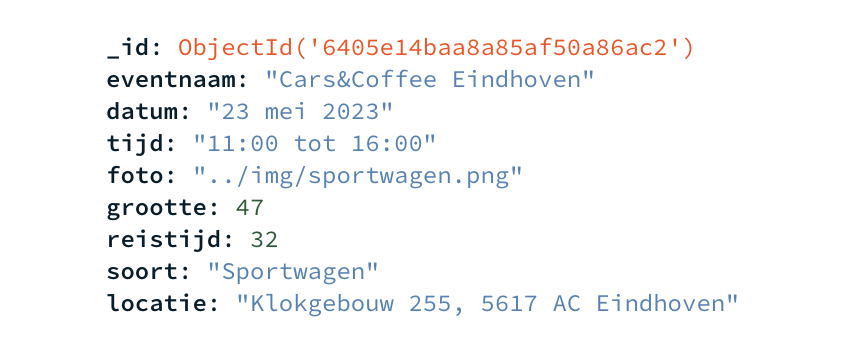 _id: ObjectId('6405e14baa8a85af50a86ac2')
eventnaam: "Cars&Coffee Eindhoven"
datum: "23 mei 2023"
tijd: "11:00 tot 16:00"
foto: "../img/sportwagen.png"
grootte: 47
reistijd: 32
soort: "Sportwagen"
locatie: "Klokgebouw 255, 5617 AC Eindhoven"